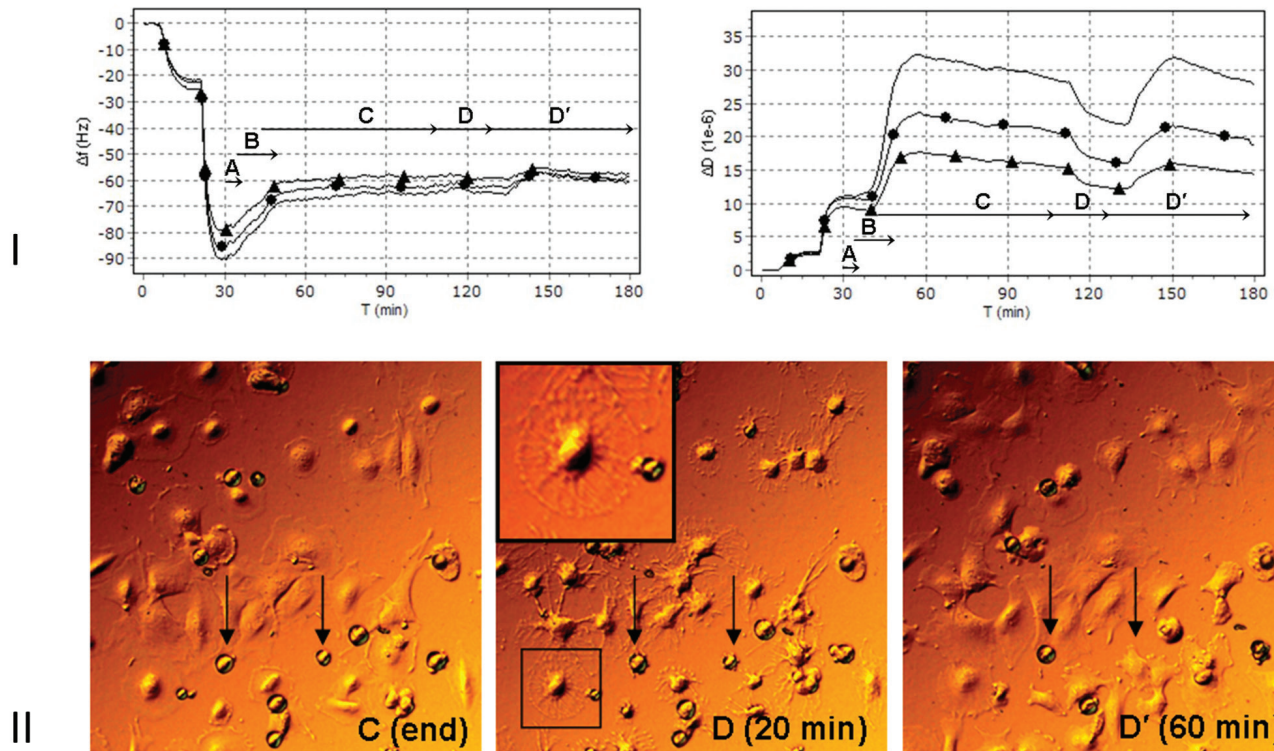 I
0
-10
-20
-30
-40
-50
-60
-70
-80
-90
Δf (Hz)
A
B
C
D
D′
0 30 60 90 120 150 180
T (min)
35
30
25
20
15
10
5
0
ΔD (1e-6)
A
B
C
D
D′
0 30 60 90 120 150 180
T (min)
II
C (end)
D (20 min)
D′ (60 min)